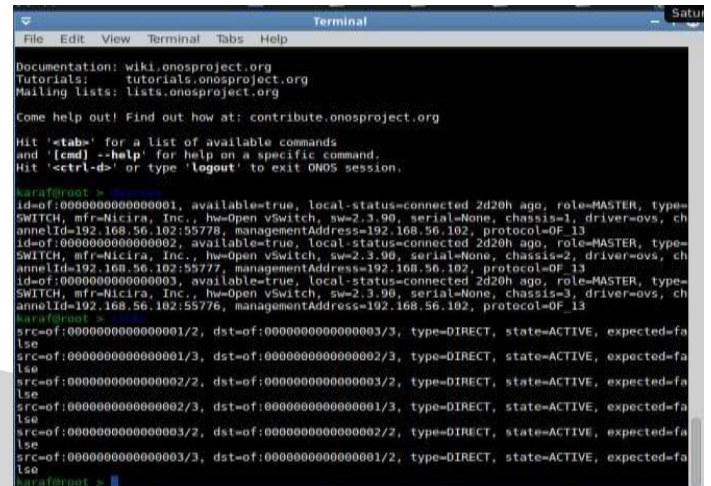 Satur
Terminal
File Edit View Terminal Tabs Help
Documentation: wiki.onosproject.org
Tutorials: tutorials.onosproject.org
Mailing lists: lists.onosproject.org
Come help out! Find out how at: contribute.onosproject.org
Hit '<tab>' for a list of available commands
and '[cmd] --help' for help on a specific command.
Hit '<ctrl-d>' or type 'logout' to exit ONOS session.
karaf@root > devices
id=of:0000000000000001, available=true, local-status=connected 2d20h ago, role=MASTER, type=
SWITCH, mfr=Nicira, Inc., hw=Open vSwitch, sw=2.3.90, serial=None, chassis=1, driver=ovs, ch
annelId=192.168.56.102:55778, managementAddress=192.168.56.102, protocol=OF_13
id=of:0000000000000002, available=true, local-status=connected 2d20h ago, role=MASTER, type=
SWITCH, mfr=Nicira, Inc., hw=Open vSwitch, sw=2.3.90, serial=None, chassis=2, driver=ovs, ch
annelId=192.168.56.102:55777, managementAddress=192.168.56.102, protocol=OF_13
id=of:0000000000000003, available=true, local-status=connected 2d20h ago, role=MASTER, type=
SWITCH, mfr=Nicira, Inc., hw=Open vSwitch, sw=2.3.90, serial=None, chassis=3, driver=ovs, ch
annelId=192.168.56.102:55776, managementAddress=192.168.56.102, protocol=OF_13
karaf@root > links
src=of:0000000000000001/2, dst=of:0000000000000003/3, type=DIRECT, state=ACTIVE, expected=fa
lse
src=of:0000000000000001/3, dst=of:0000000000000002/3, type=DIRECT, state=ACTIVE, expected=fa
lse
src=of:0000000000000002/2, dst=of:0000000000000003/2, type=DIRECT, state=ACTIVE, expected=fa
lse
src=of:0000000000000002/3, dst=of:0000000000000001/3, type=DIRECT, state=ACTIVE, expected=fa
lse
src=of:0000000000000003/2, dst=of:0000000000000002/2, type=DIRECT, state=ACTIVE, expected=fa
lse
src=of:0000000000000003/3, dst=of:0000000000000001/2, type=DIRECT, state=ACTIVE, expected=fa
lse
karaf@root >